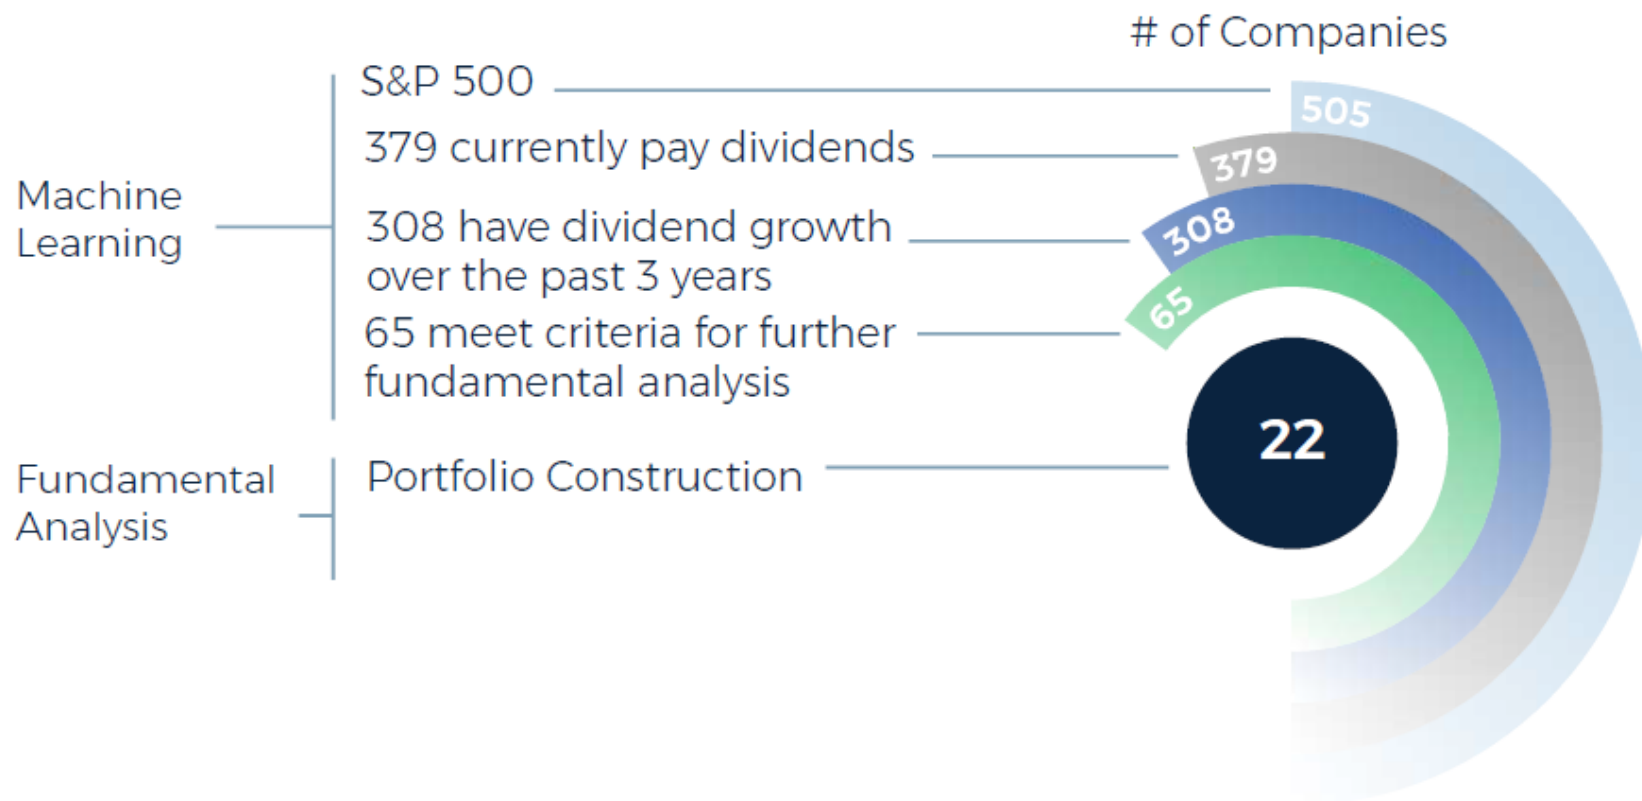 # of Companies
S&P 500
505
379 currently pay dividends
379
Machine
Learning
308 have dividend growth
over the past 3 years
308
65 meet criteria for further
fundamental analysis
65
Fundamental
Analysis
Portfolio Construction
22